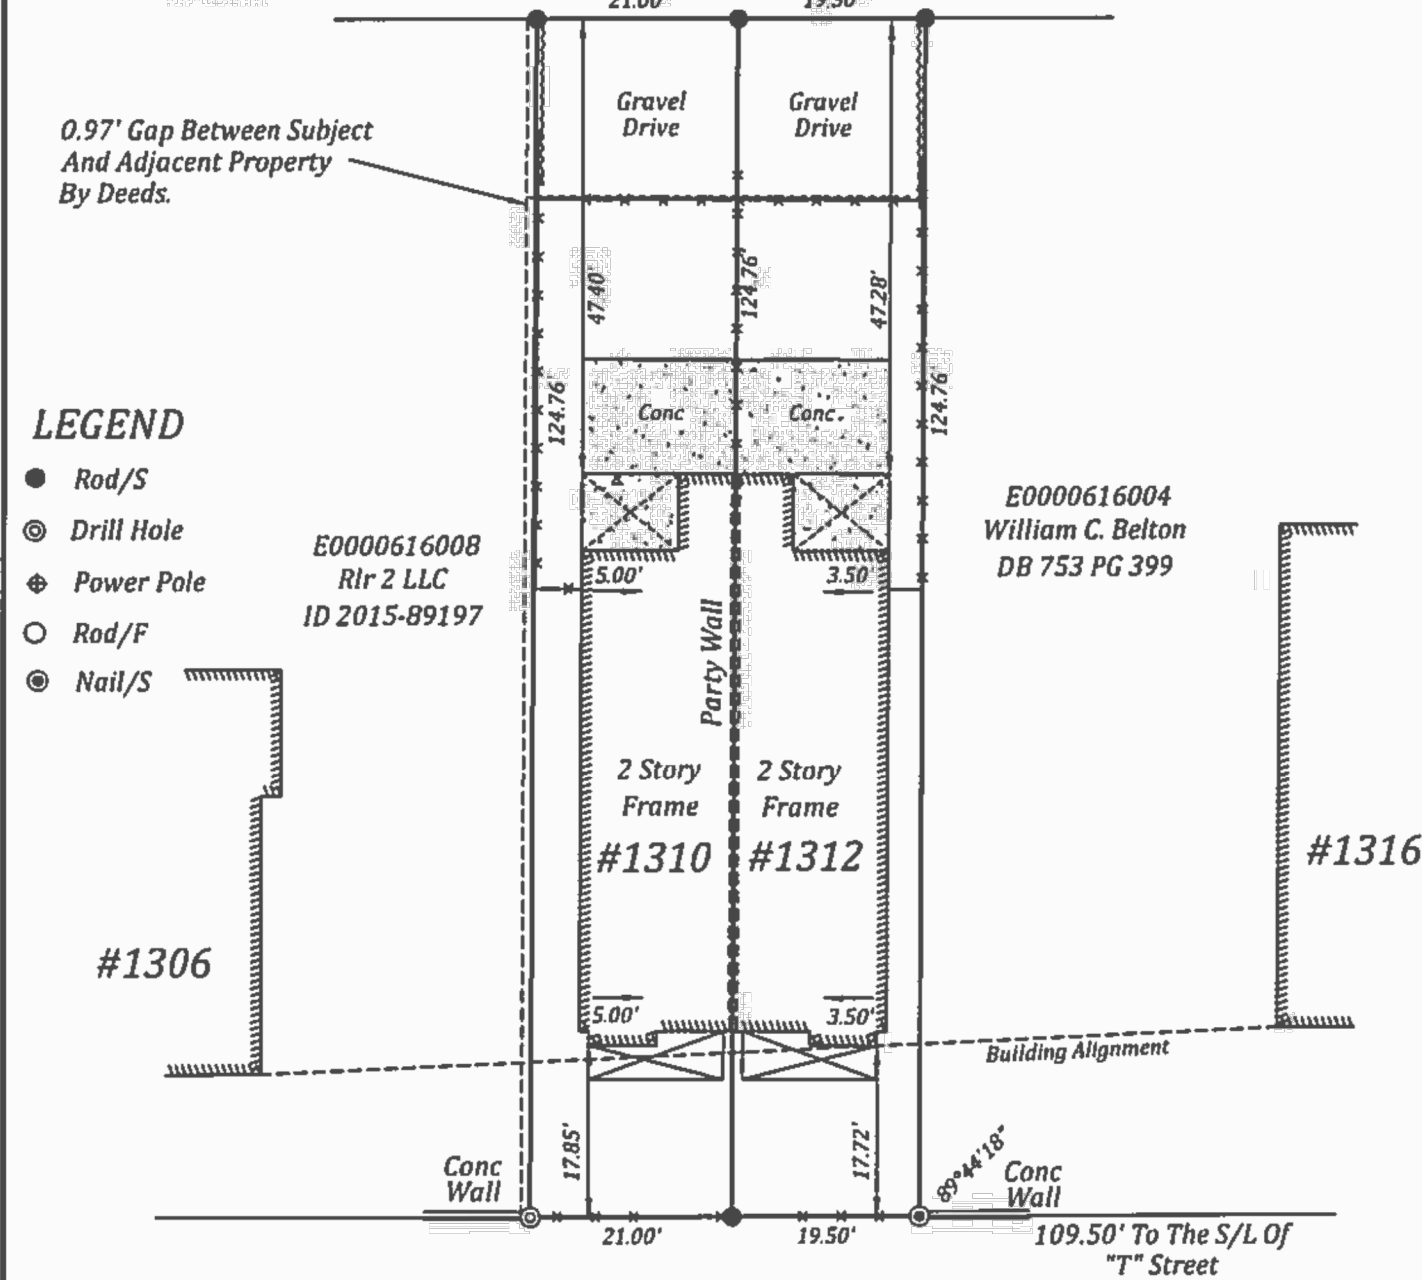 21.00'
19.50'
Gravel
Drive
Gravel
Drive
0.97' Gap Between Subject
And Adjacent Property
By Deeds.
47.40'
124.76'
47.28'
124.76'
124.76'
Conc
Conc
LEGEND
Rod/S
Drill Hole
Power Pole
Rod/F
Nail/S
E0000616008
Rlr 2 LLC
ID 2015-89197
E0000616004
William C. Belton
DB 753 PG 399
5.00'
3.50'
Party Wall
2 Story
Frame
#1310
2 Story
Frame
#1312
#1316
#1306
5.00'
3.50'
Building Alignment
17.85'
17.72'
89°44'18"
Conc
Wall
Conc
Wall
21.00'
19.50'
109.50' To The S/L Of
"T" Street